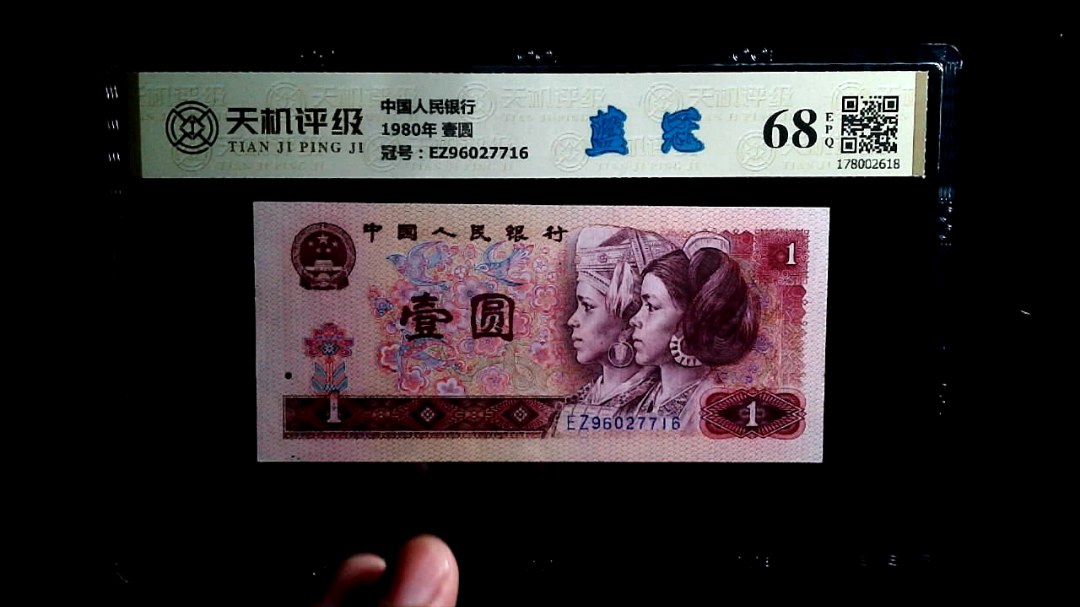 天机评级
TIAN JI PING JI
中国人民银行
1980年 壹圆
冠号：EZ96027716
蓝冠
68
EPQ
178002618
中国人民银行
1
壹圆
1
EZ96027716
1